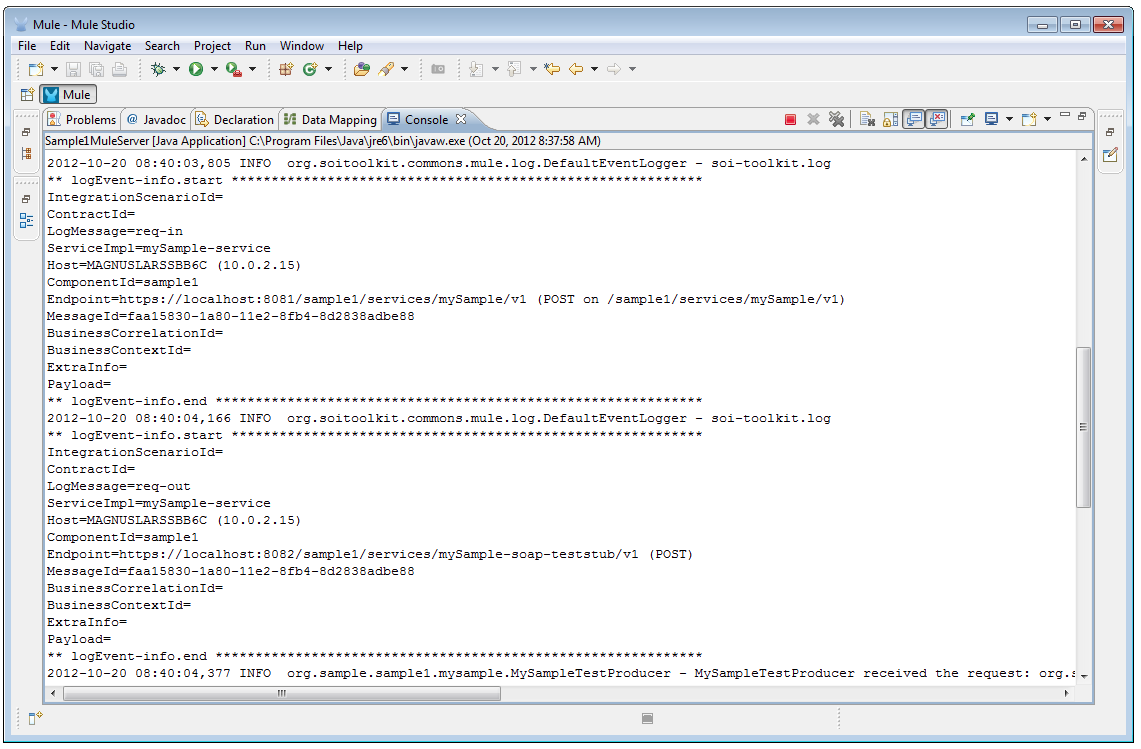 Mule - Mule Studio
File Edit Navigate Search Project Run Window Help
Mule
Problems @ Javadoc Declaration Data Mapping Console
Sample1MuleServer [Java Application] C:\Program Files\Java\jre6\bin\javaw.exe (Oct 20, 2012 8:37:58 AM)
2012-10-20 08:40:03,805 INFO  org.soitoolkit.commons.mule.log.DefaultEventLogger - soi-toolkit.log
** logEvent-info.start ***********************************************************
IntegrationScenarioId=
ContractId=
LogMessage=req-in
ServiceImpl=mySample-service
Host=MAGNUSLARSSBB6C (10.0.2.15)
ComponentId=sample1
Endpoint=https://localhost:8081/sample1/services/mySample/v1 (POST on /sample1/services/mySample/v1)
MessageId=faa15830-1a80-11e2-8fb4-8d2838adbe88
BusinessCorrelationId=
BusinessContextId=
ExtraInfo=
Payload=
** logEvent-info.end *************************************************************
2012-10-20 08:40:04,166 INFO  org.soitoolkit.commons.mule.log.DefaultEventLogger - soi-toolkit.log
** logEvent-info.start ***********************************************************
IntegrationScenarioId=
ContractId=
LogMessage=req-out
ServiceImpl=mySample-service
Host=MAGNUSLARSSBB6C (10.0.2.15)
ComponentId=sample1
Endpoint=https://localhost:8082/sample1/services/mySample-soap-teststub/v1 (POST)
MessageId=faa15830-1a80-11e2-8fb4-8d2838adbe88
BusinessCorrelationId=
BusinessContextId=
ExtraInfo=
Payload=
** logEvent-info.end *************************************************************
2012-10-20 08:40:04,377 INFO  org.sample.sample1.mysample.MySampleTestProducer - MySampleTestProducer received the request: org.s